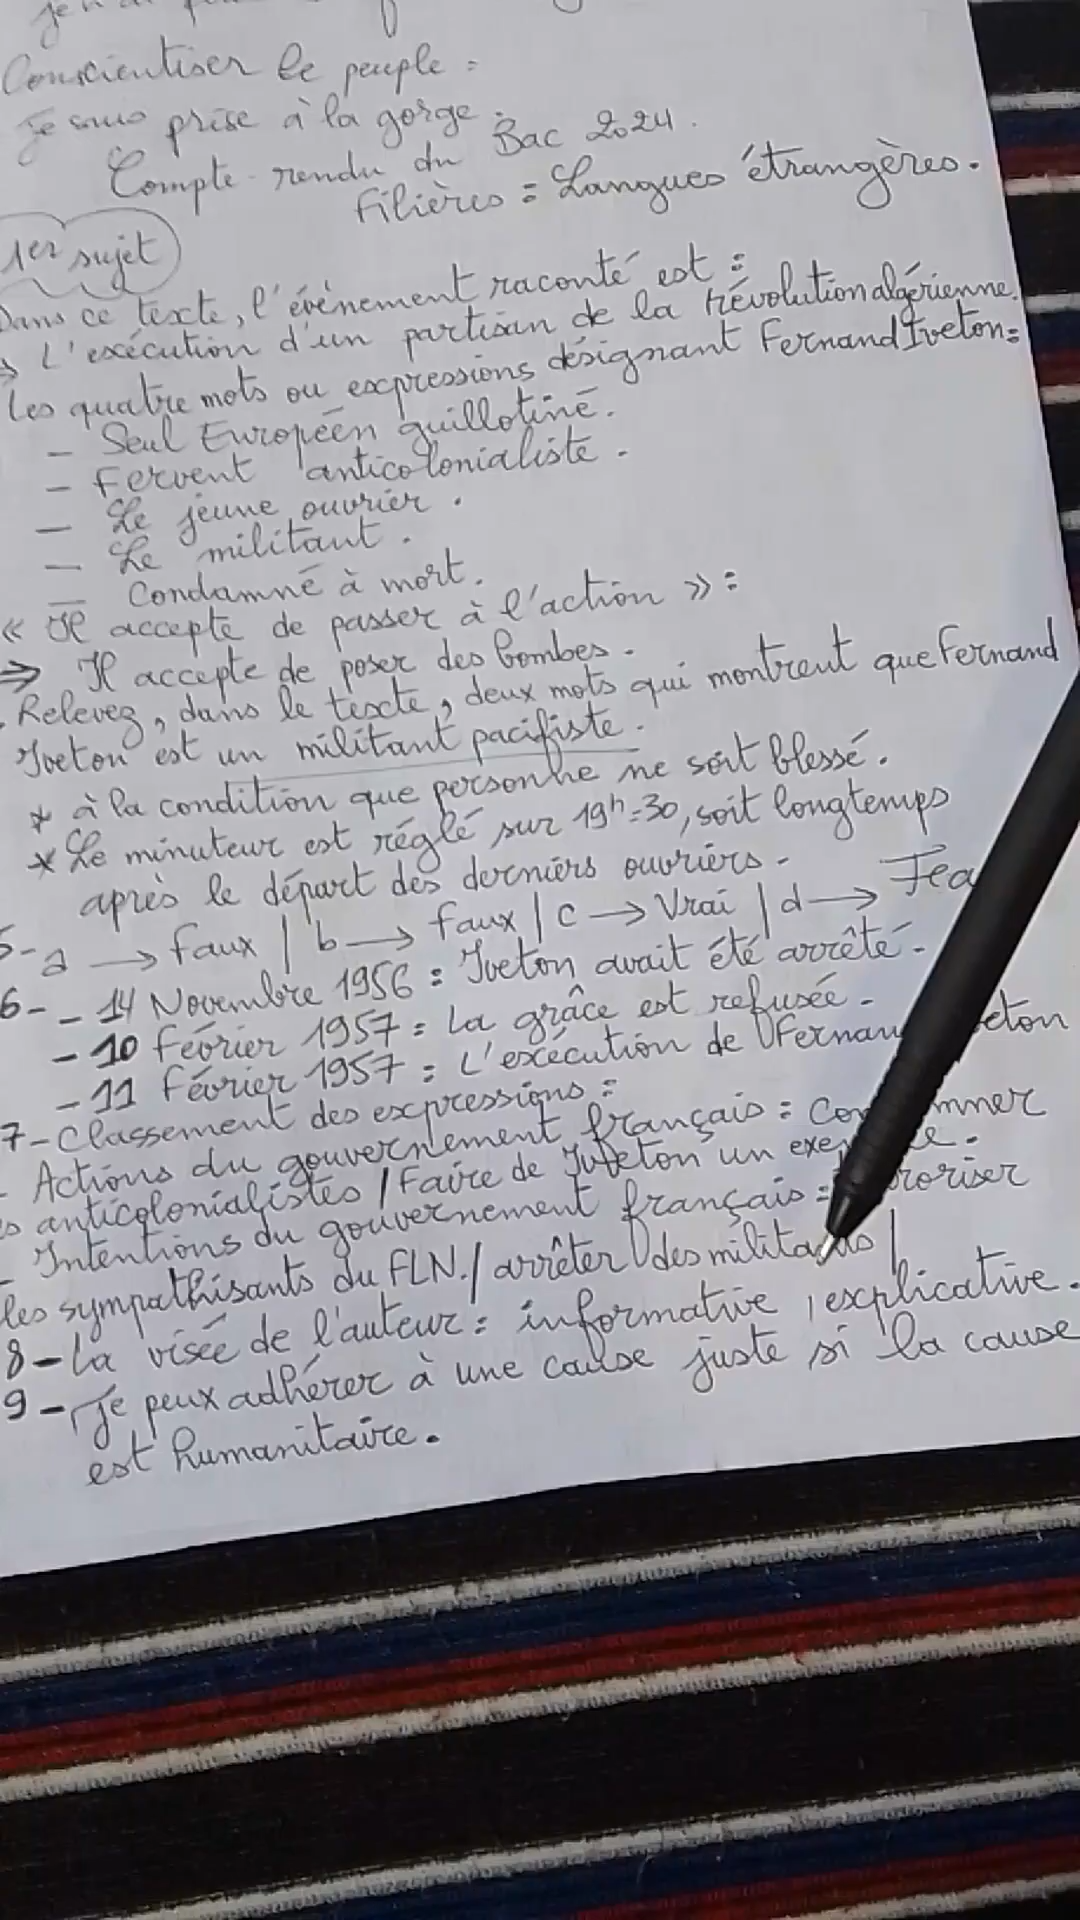 Conscientiser le peuple =
Je suis prise à la gorge.
Compte-rendu du Bac 2024.
Filières = Langues étrangères.
1er sujet
Dans ce texte, l'événement raconté est :
→ L'exécution d'un partisan de la révolution algérienne.
Les quatre mots ou expressions désignant Fernand Iveton =
- Seul Européen guillotiné.
- Fervent anticolonialiste.
- Le jeune ouvrier.
- Le militant.
- Condamné à mort.
« Il accepte de passer à l'action » :
⇒ Il accepte de poser des bombes.
. Relevez, dans le texte, deux mots qui montrent que Fernand
Iveton est un militant pacifiste.
* à la condition que personne ne soit blessé.
* Le minuteur est réglé sur 19h=30, soit longtemps
après le départ des derniers ouvriers.
5- a → Faux | b → Faux | c → Vrai | d →
6- - 14 Novembre 1956 = Iveton avait été arrêté.
- 10 Février 1957 = La grâce est refusée.
- 11 Février 1957 = L'exécution de
7- Classement des expressions :
- Actions du gouvernement français =
anticolonialistes / Faire de Iveton un
- Intentions du gouvernement français =
les sympathisants du FLN. / arrêter des militants /
8- La visée de l'auteur = informative, explicative.
9- Je peux adhérer à une cause juste si la cause
est humanitaire.